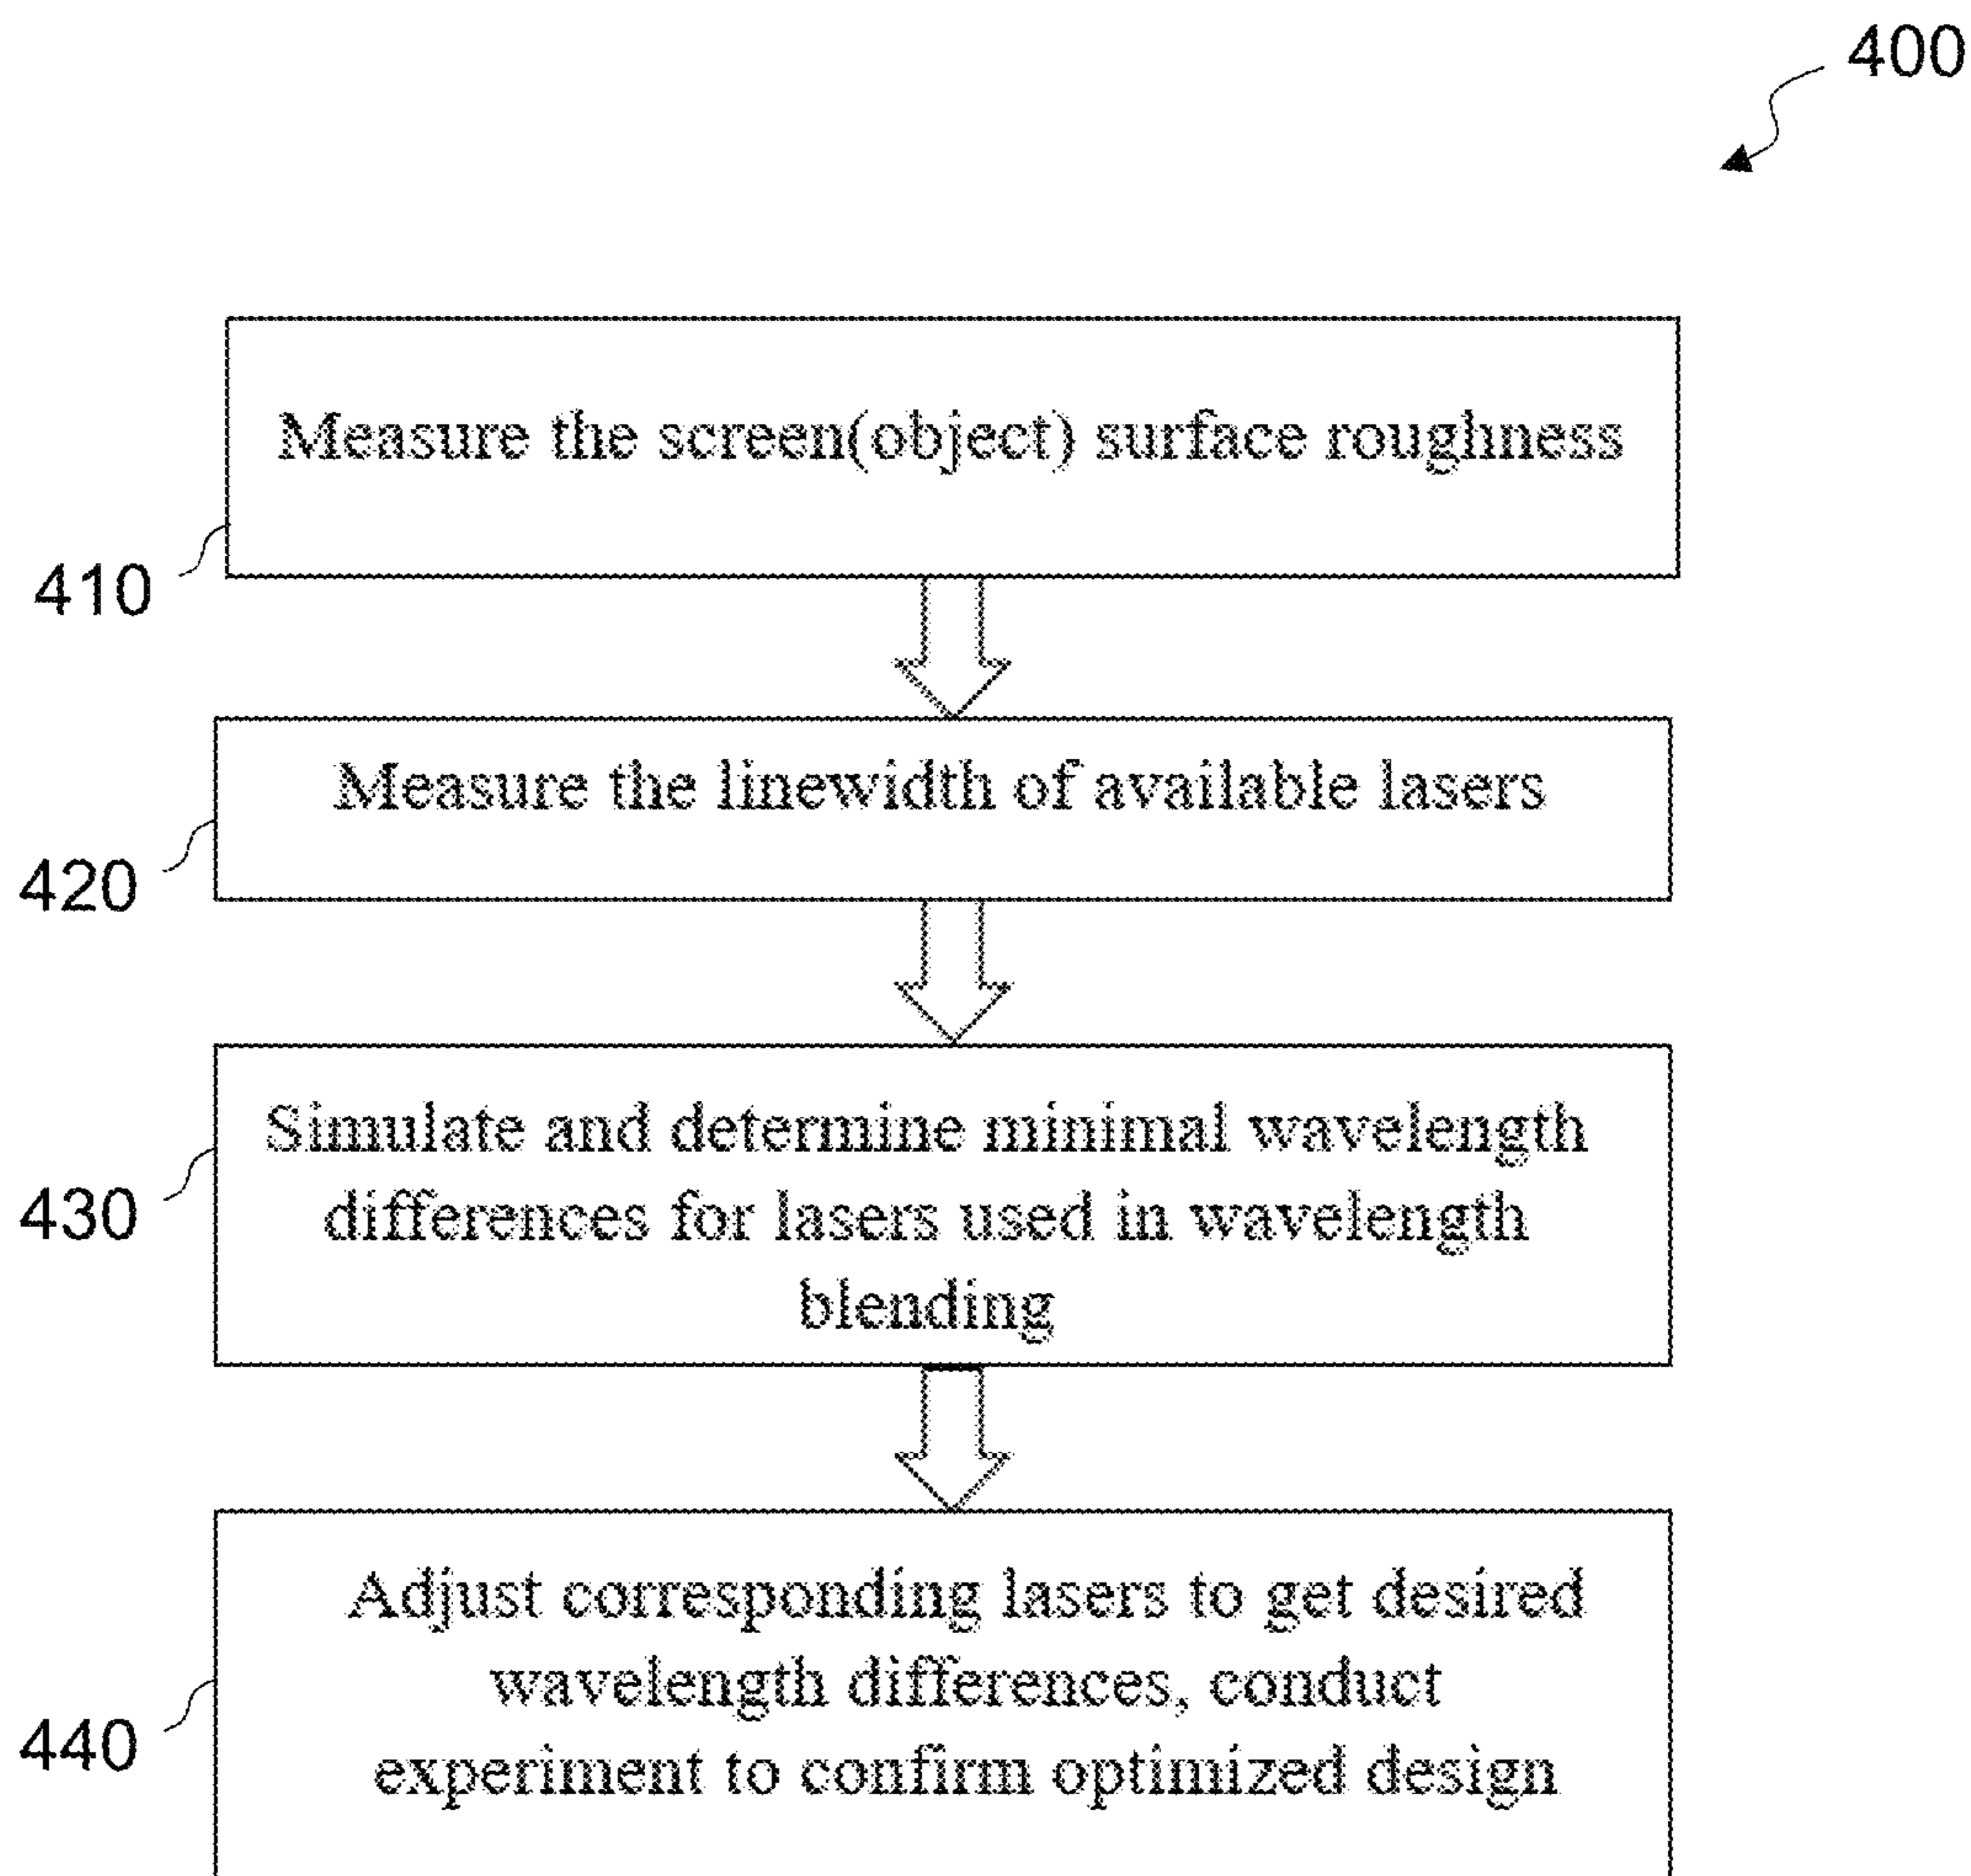 400
Measure the screen(object) surface roughness
410
Measure the linewidth of available lasers
420
Simulate and determine minimal wavelength
differences for lasers used in wavelength
blending
430
Adjust corresponding lasers to get desired
wavelength differences, conduct
experiment to confirm optimized design
440